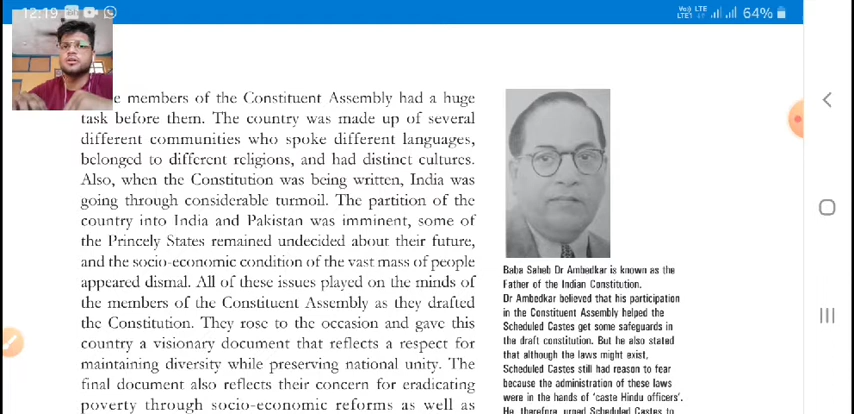 12:19
64%
e members of the Constituent Assembly had a huge
task before them. The country was made up of several
different communities who spoke different languages,
belonged to different religions, and had distinct cultures.
Also, when the Constitution was being written, India was
going through considerable turmoil. The partition of the
country into India and Pakistan was imminent, some of
the Princely States remained undecided about their future,
and the socio-economic condition of the vast mass of people
appeared dismal. All of these issues played on the minds of
the members of the Constituent Assembly as they drafted
the Constitution. They rose to the occasion and gave this
country a visionary document that reflects a respect for
maintaining diversity while preserving national unity. The
final document also reflects their concern for eradicating
poverty through socio-economic reforms as well as
Baba Saheb Dr Ambedkar is known as the
Father of the Indian Constitution.
Dr Ambedkar believed that his participation
in the Constituent Assembly helped the
Scheduled Castes get some safeguards in
the draft constitution. But he also stated
that although the laws might exist,
Scheduled Castes still had reason to fear
because the administration of these laws
were in the hands of 'caste Hindu officers'.
He, therefore, urged Scheduled Castes to